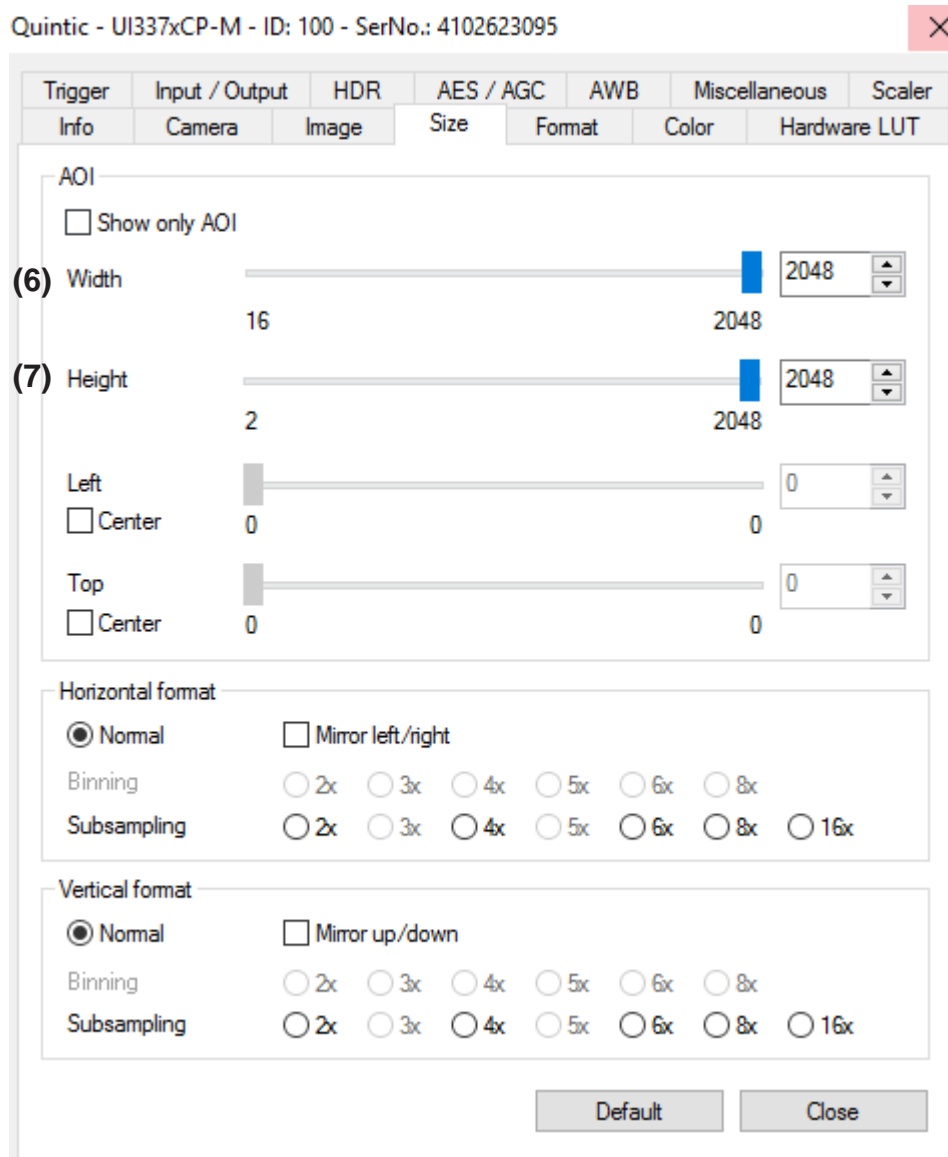 Quintic - UI337xCP-M - ID: 100 - SerNo.: 4102623095
Trigger Input / Output HDR AES / AGC AWB Miscellaneous Scaler
Info Camera Image Size Format Color Hardware LUT
AOI
Show only AOI
(6) Width 2048
16 2048
(7) Height 2048
2 2048
Left 0
Center 0 0
Top 0
Center 0 0
Horizontal format
Normal Mirror left/right
Binning 2x 3x 4x 5x 6x 8x
Subsampling 2x 3x 4x 5x 6x 8x 16x
Vertical format
Normal Mirror up/down
Binning 2x 3x 4x 5x 6x 8x
Subsampling 2x 3x 4x 5x 6x 8x 16x
Default Close